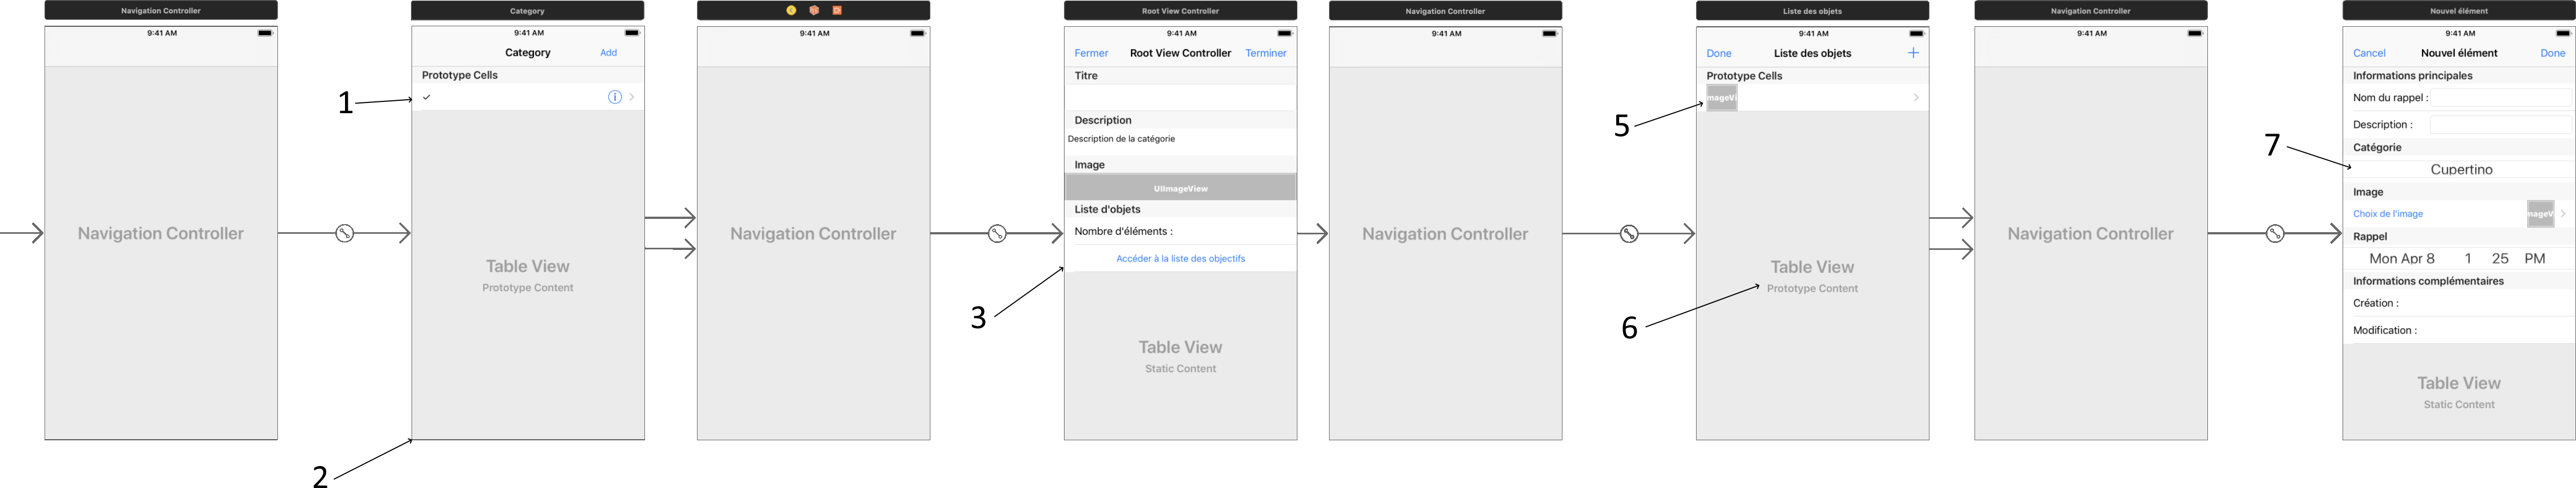 Navigation Controller
9:41 AM
Navigation Controller
1
2
Category
9:41 AM
Category
Add
Prototype Cells
Table View
Prototype Content
9:41 AM
Navigation Controller
3
Root View Controller
9:41 AM
Fermer
Root View Controller
Terminer
Titre
Description
Description de la catégorie
Image
UIImageView
Liste d'objets
Nombre d'éléments :
Accéder à la liste des objectifs
Table View
Static Content
Navigation Controller
9:41 AM
Navigation Controller
5
6
Liste des objets
9:41 AM
Done
Liste des objets
+
Prototype Cells
mageVi
Table View
Prototype Content
Navigation Controller
9:41 AM
Navigation Controller
7
Nouvel élément
9:41 AM
Cancel
Nouvel élément
Done
Informations principales
Nom du rappel :
Description :
Catégorie
Cupertino
Image
Choix de l'image
mageVi
Rappel
Mon Apr 8 1 25 PM
Informations complémentaires
Création :
Modification :
Table View
Static Content